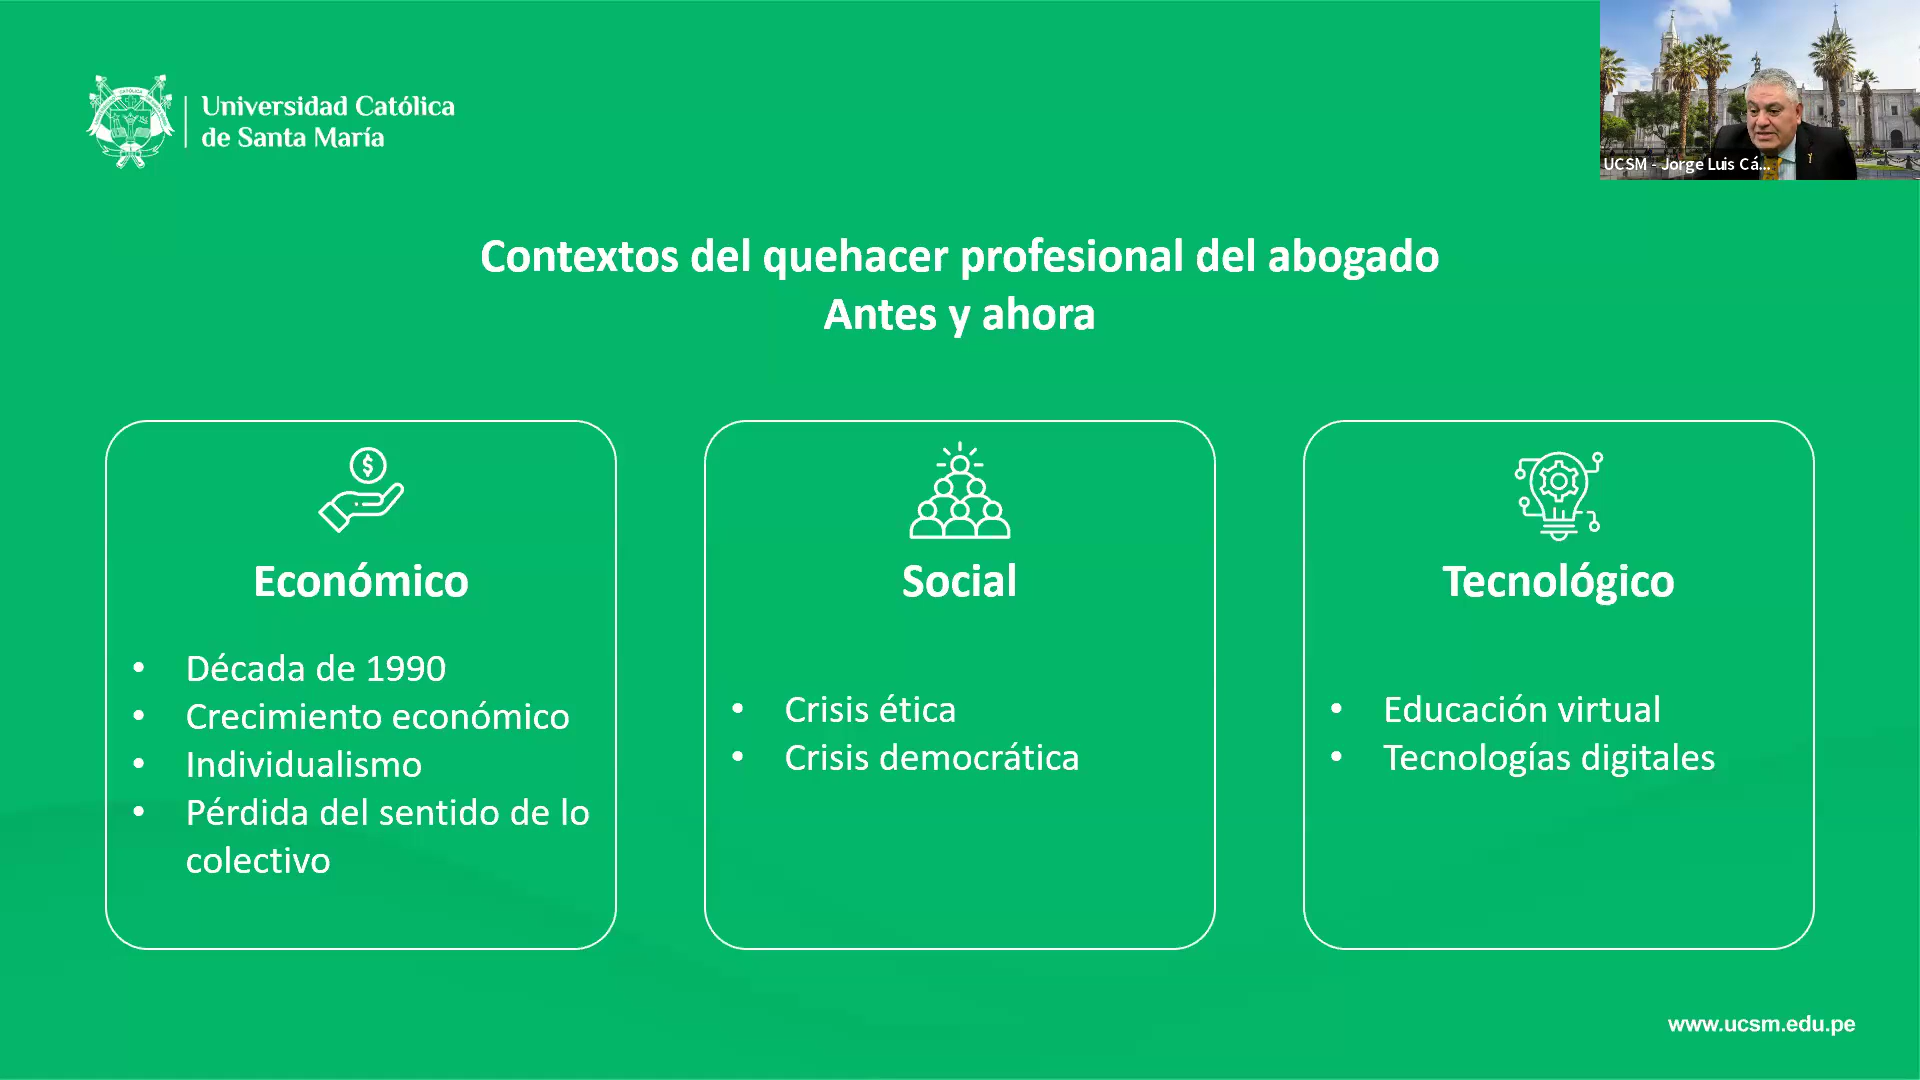 Universidad Católica
de Santa María
UCSM - Jorge Luis Cá...
Contextos del quehacer profesional del abogado
Antes y ahora
$
Económico
• Década de 1990
• Crecimiento económico
• Individualismo
• Pérdida del sentido de lo
colectivo
Social
• Crisis ética
• Crisis democrática
Tecnológico
• Educación virtual
• Tecnologías digitales
www.ucsm.edu.pe